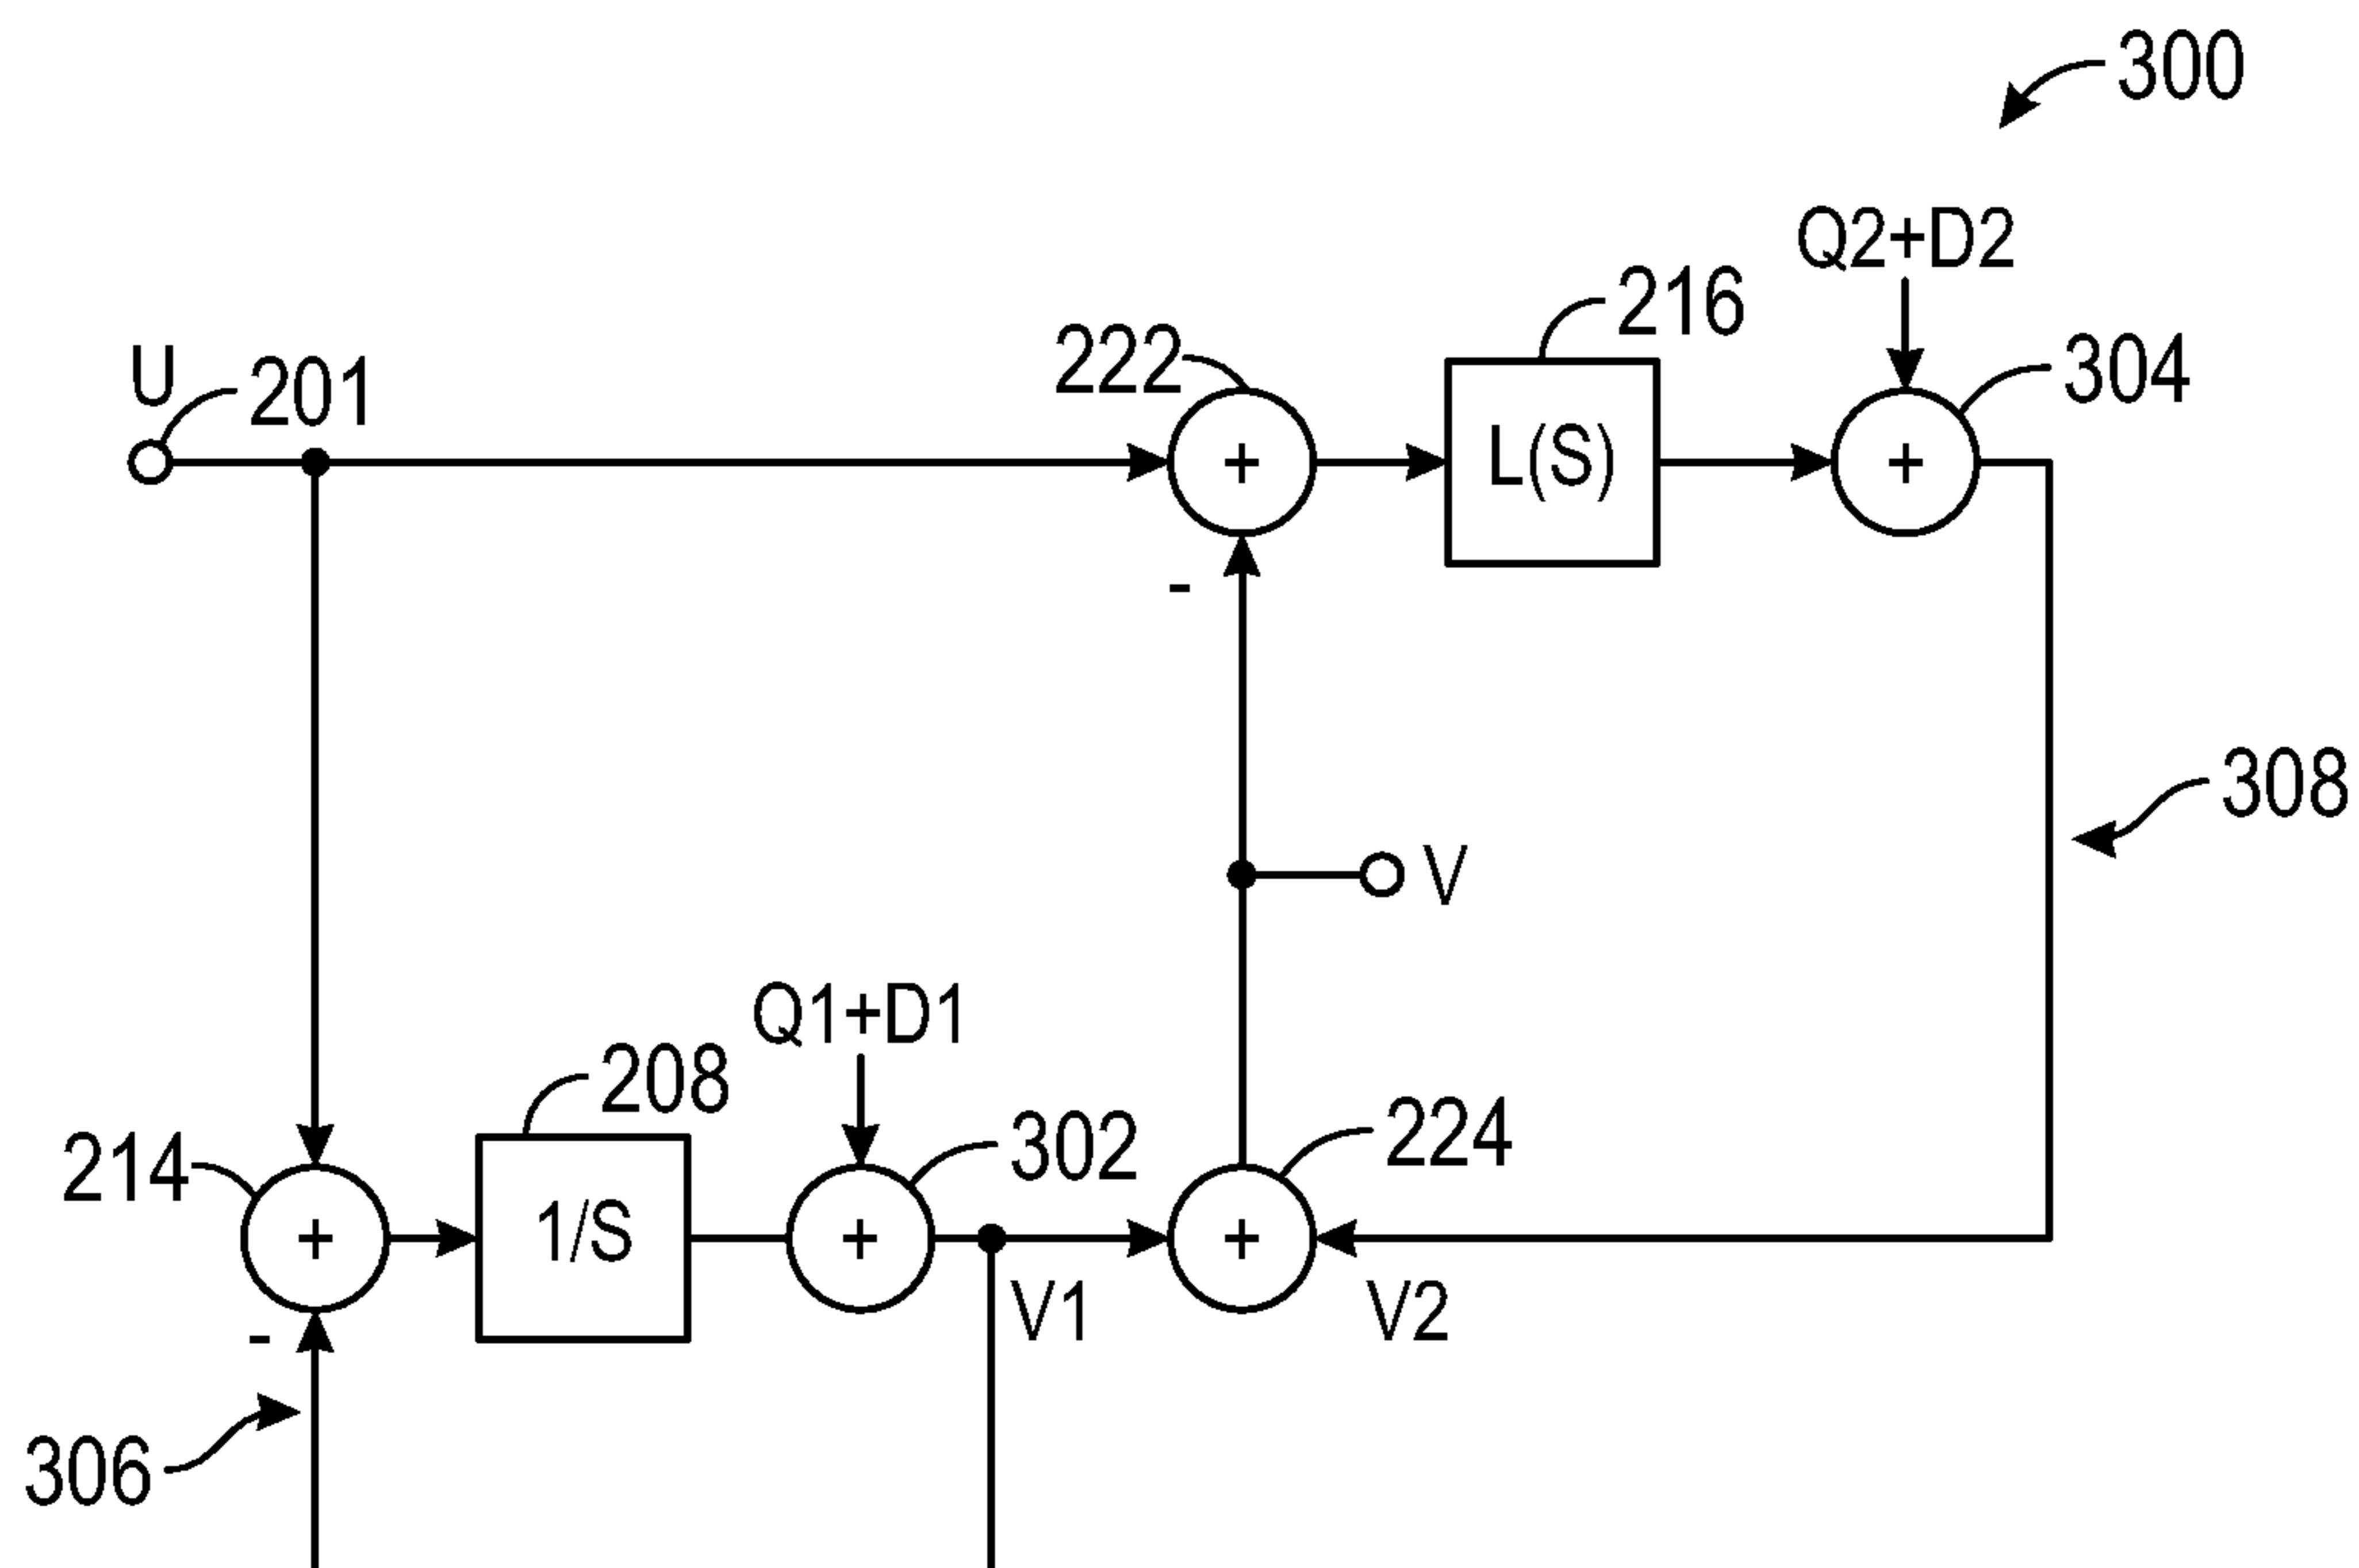 300
Q2+D2
216
222
304
U
201
+
L(S)
+
-
308
V
Q1+D1
208
302
224
214
+
1/S
+
+
V1
V2
-
306